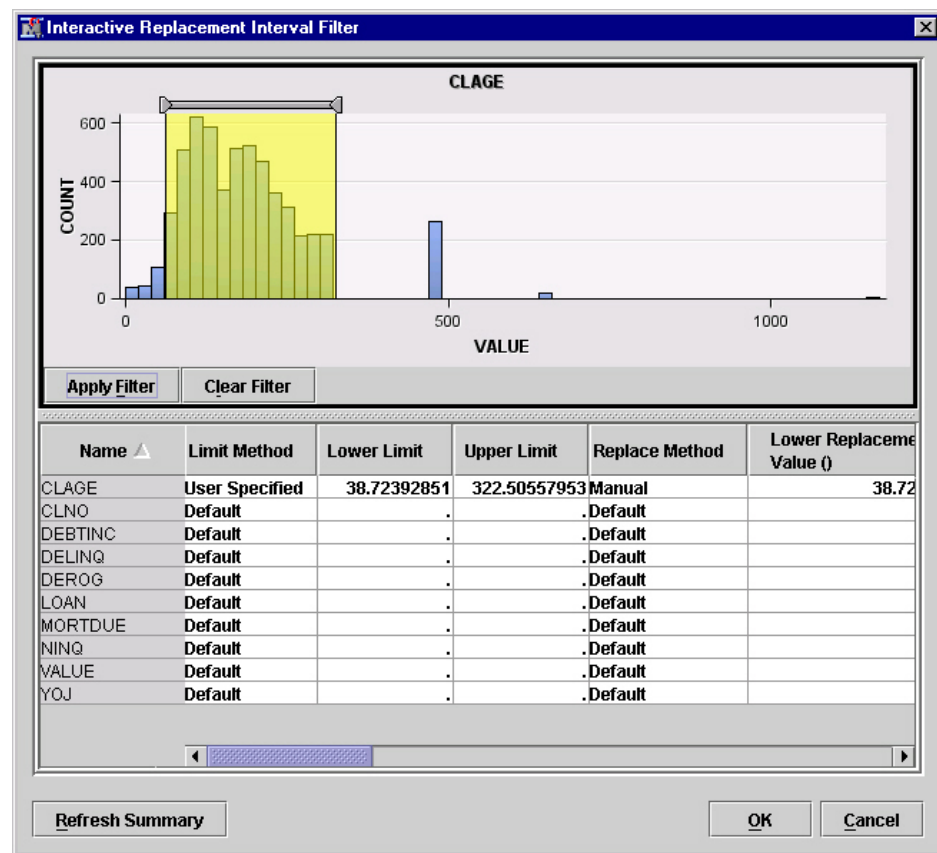 Interactive Replacement Interval Filter
CLAGE
600
400
200
0
COUNT
0 500 1000
VALUE
Apply Filter Clear Filter
Name Limit Method Lower Limit Upper Limit Replace Method Lower Replaceme
Value ()
CLAGE User Specified 38.72392851 322.50557953 Manual 38.72
CLNO Default . . Default
DEBTINC Default . . Default
DELINQ Default . . Default
DEROG Default . . Default
LOAN Default . . Default
MORTDUE Default . . Default
NINQ Default . . Default
VALUE Default . . Default
YOJ Default . . Default
Refresh Summary OK Cancel